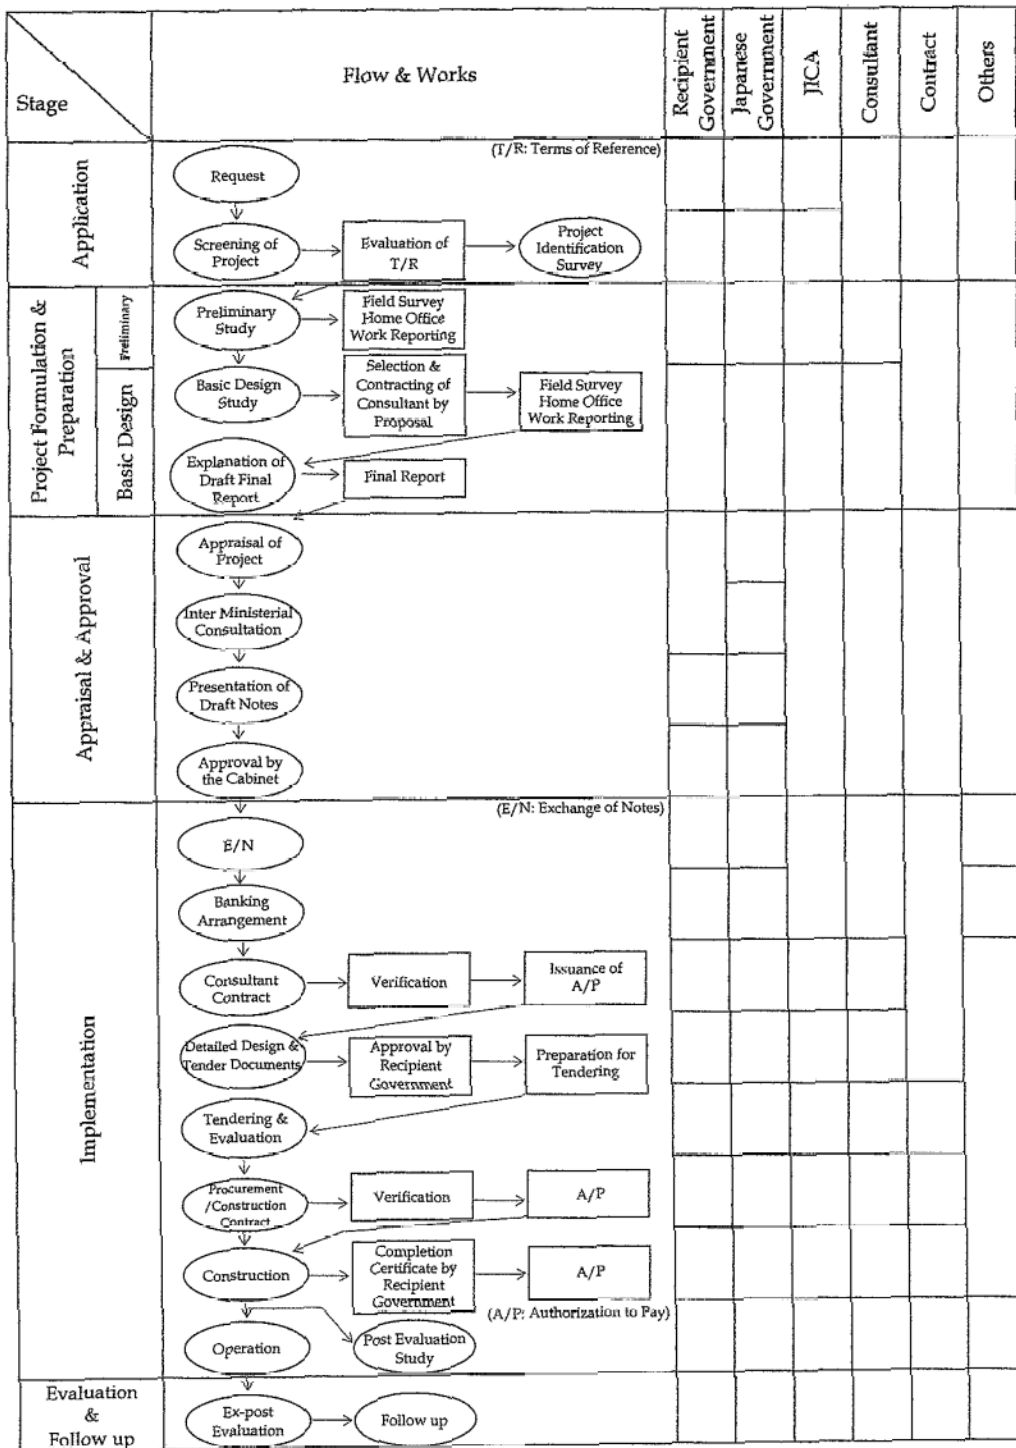 Stage
Flow & Works
Recipient
Government
Japanese
Government
JICA
Consultant
Contract
Others
Application
(T/R: Terms of Reference)
Request
Screening of
Project
Evaluation of
T/R
Project
Identification
Survey
Project Formulation &
Preparation
Preliminary
Preliminary
Study
Field Survey
Home Office
Work Reporting
Basic Design
Basic Design
Study
Selection &
Contracting of
Consultant by
Proposal
Field Survey
Home Office
Work Reporting
Explanation of
Draft Final
Report
Final Report
Appraisal & Approval
Appraisal of
Project
Inter Ministerial
Consultation
Presentation of
Draft Notes
Approval by
the Cabinet
Implementation
(E/N: Exchange of Notes)
E/N
Banking
Arrangement
Consultant
Contract
Verification
Issuance of
A/P
Detailed Design &
Tender Documents
Approval by
Recipient
Government
Preparation for
Tendering
Tendering &
Evaluation
Procurement
/Construction
Contract
Verification
A/P
Construction
Completion
Certificate by
Recipient
Government
A/P
(A/P: Authorization to Pay)
Operation
Post Evaluation
Study
Evaluation
&
Follow up
Ex-post
Evaluation
Follow up